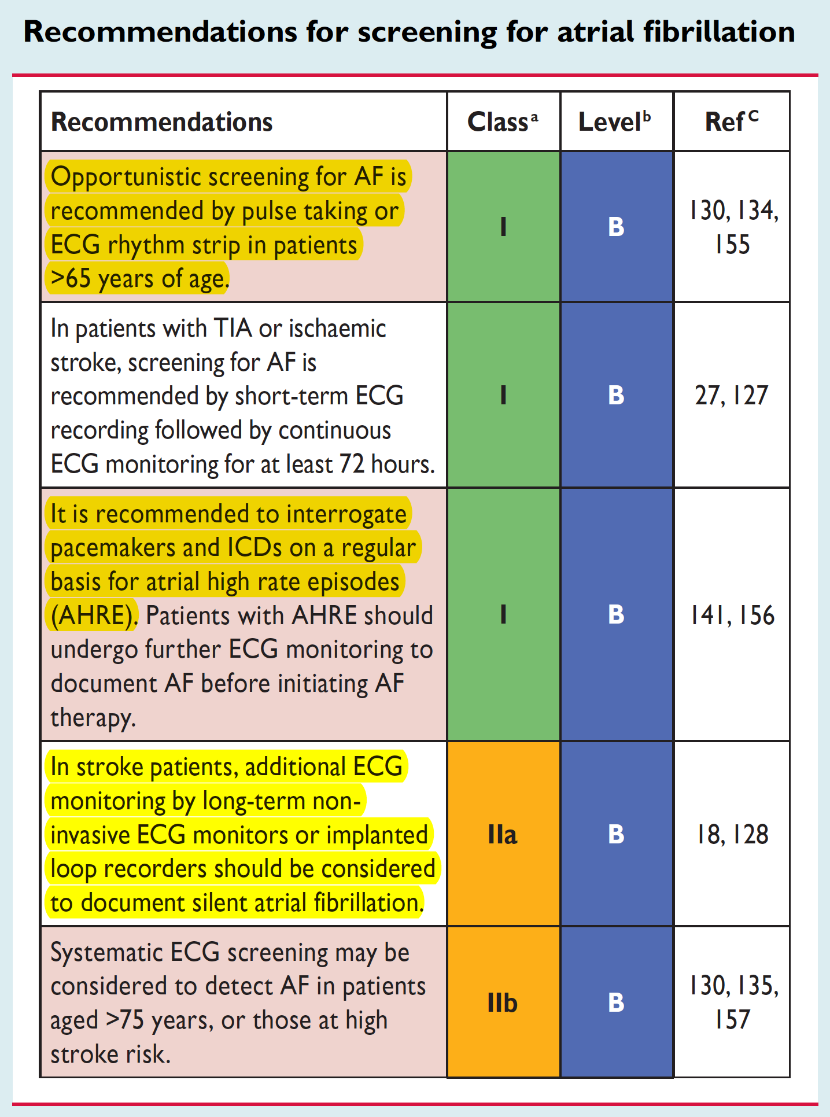 Recommendations for screening for atrial fibrillation
Recommendations Class a Level b Ref C
Opportunistic screening for AF is
recommended by pulse taking or
ECG rhythm strip in patients
>65 years of age.
I
B
130, 134,
155
In patients with TIA or ischaemic
stroke, screening for AF is
recommended by short-term ECG
recording followed by continuous
ECG monitoring for at least 72 hours.
I
B
27, 127
It is recommended to interrogate
pacemakers and ICDs on a regular
basis for atrial high rate episodes
(AHRE). Patients with AHRE should
undergo further ECG monitoring to
document AF before initiating AF
therapy.
I
B
141, 156
In stroke patients, additional ECG
monitoring by long-term non-
invasive ECG monitors or implanted
loop recorders should be considered
to document silent atrial fibrillation.
IIa
B
18, 128
Systematic ECG screening may be
considered to detect AF in patients
aged >75 years, or those at high
stroke risk.
IIb
B
130, 135,
157